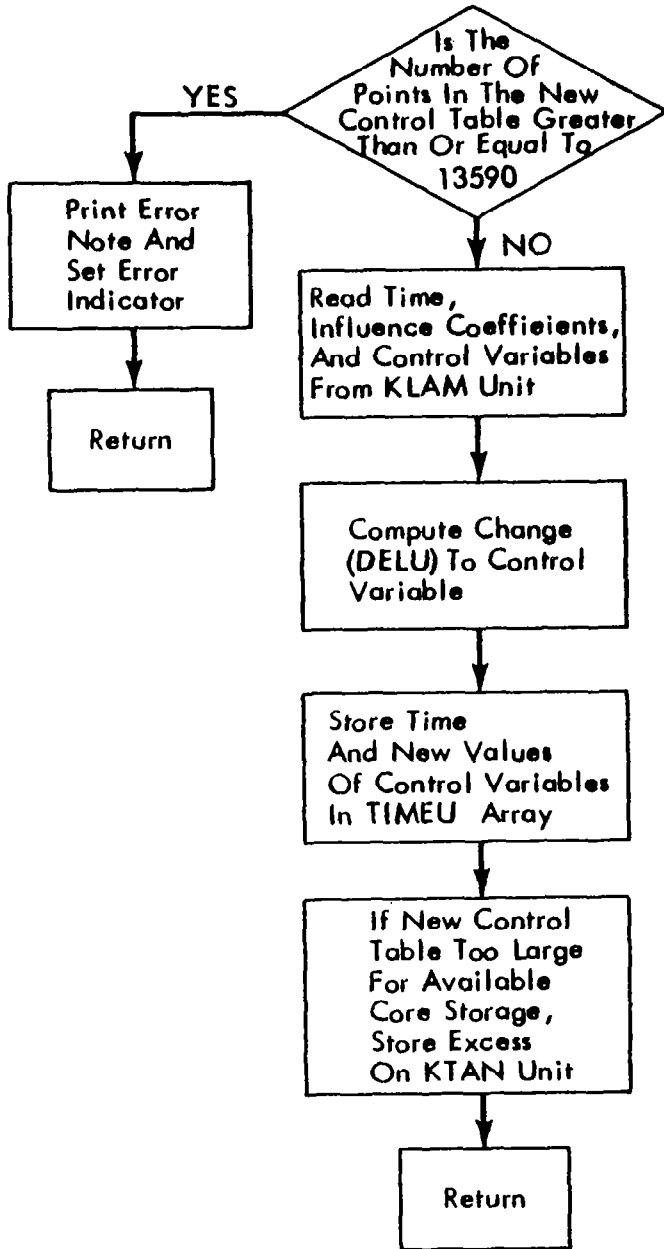 Is The
Number Of
Points In The New
Control Table Greater
Than Or Equal To
13590
YES
Print Error
Note And
Set Error
Indicator
Return
NO
Read Time,
Influence Coeffieients,
And Control Variables
From KLAM Unit
Compute Change
(DELU) To Control
Variable
Store Time
And New Values
Of Control Variables
In TIMEU Array
If New Control
Table Too Large
For Available
Core Storage,
Store Excess
On KTAN Unit
Return